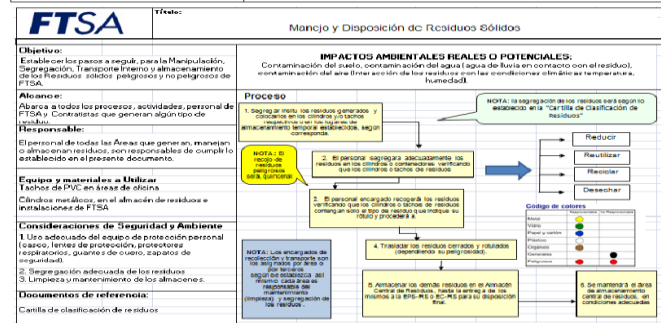 FTSA
Título:
Manejo y Disposición de Residuos Sólidos
Objetivo:
Establecer los pasos a seguir, para la Manipulación,
Segregación, Transporte Interno y almacenamiento
de los Residuos sólidos peligrosos y no peligrosos de
FTSA.
Alcance:
Abarca a todos los procesos, actividades, personal de
FTSA y Contratistas que generan algún tipo de
residuo.
Responsable:
El personal de todas las Áreas que generan, manejan
o almacenan residuos, son responsables de cumplir lo
establecido en el presente documento.
Equipo y materiales a Utilizar
Tachos de PVC en áreas de oficina
Cilindros metálicos, en el almacén de residuos e
instalaciones de FTSA
Consideraciones de Seguridad y Ambiente
1. Uso adecuado del equipo de protección personal
(casco, lentes de protección, protectores
respiratorios, guantes de cuero, zapatos de
seguridad).
2. Segregación adecuada de los residuos
3. Limpieza y mantenimiento de los almacenes.
Documentos de referencia:
Cartilla de clasificación de residuos
IMPACTOS AMBIENTALES REALES O POTENCIALES:
Contaminación del suelo, contaminación del agua (agua de lluvia en contacto con el residuo),
contaminación del aire (Interacción de los residuos con las condiciones climáticas temperatura,
humedad).
Proceso
1. Segregar insitu los residuos generados y
colocarlos en los cilindros y/o tachos
respectivos o en los lugares de
almacenamiento temporal establecidos, según
corresponda.
NOTA: la segregación de los residuos será según lo
establecido en la "Cartilla de Clasificación de
Residuos"
NOTA: El
recojo de
residuos
peligrosos
será, quincenal
2. El personal segregará adecuadamente los
residuos en los cilindros o contenedores verificando
que los cilindros o tachos de residuos
Reducir
Reutilizar
Reciclar
Desechar
3. El personal encargado recogerá los residuos
verificando que los cilindros o tachos de residuos
contengan solo el tipo de residuo que indique su
rótulo y procederá a:
Código de colores
Metal
Vidrio
Papel y cartón
Plástico
Orgánico
Generales
Peligrosos
NOTA: Los encargados de
recolección y transporte son
los asignados por área o
por terceros
según se establezca así
mismo cada área es
responsable del
mantenimiento
(limpieza) y segregación de
los residuos.
4. Trasladar los residuos cerrados y rotulados
(dependiendo su peligrosidad).
5. Almacenar los demás residuos en el Almacén
Central de Residuos, hasta la entrega de los
mismos a la EPS-RS o EC-RS para su disposición
final.
6. Se mantendrá el área
de almacenamiento
central de residuos, en
condiciones adecuadas